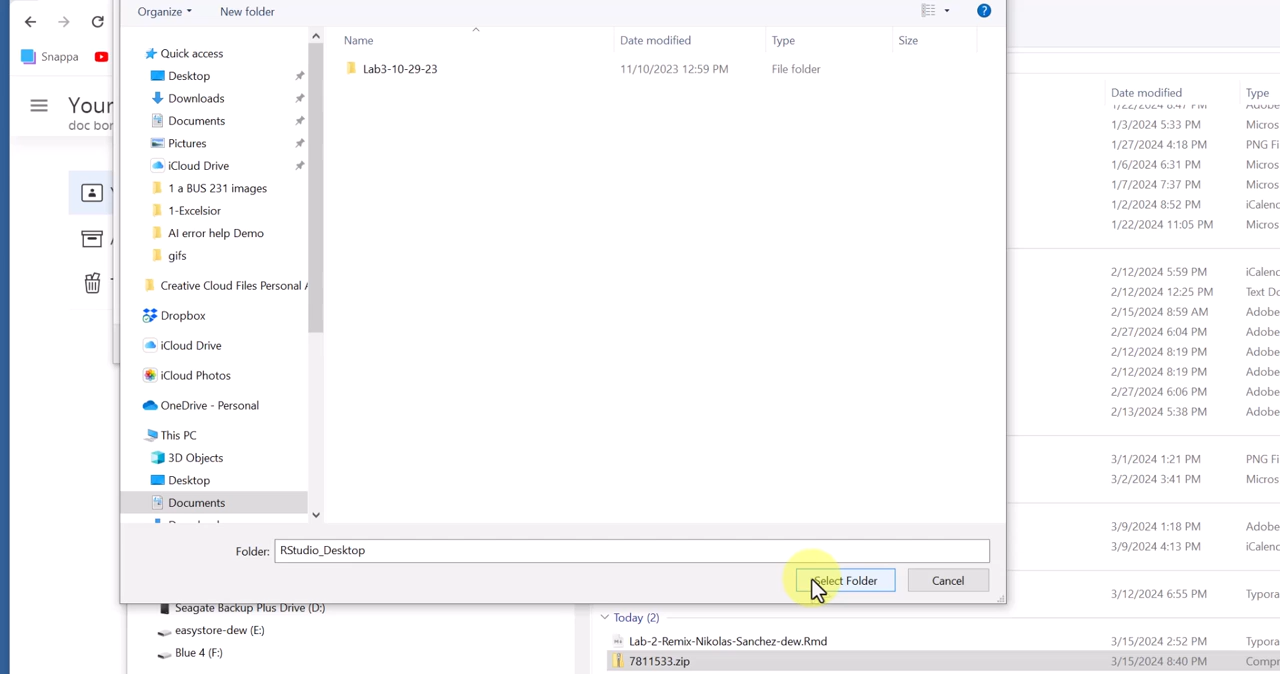 Organize New folder
Snappa
Your
doc bor
Name Date modified Type Size
Lab3-10-29-23 11/10/2023 12:59 PM File folder
Quick access
Desktop
Downloads
Documents
Pictures
iCloud Drive
1 a BUS 231 images
1-Excelsior
AI error help Demo
gifs
Creative Cloud Files Personal A
Dropbox
iCloud Drive
iCloud Photos
OneDrive - Personal
This PC
3D Objects
Desktop
Documents
Folder: RStudio_Desktop
Select Folder Cancel
Date modified Type
1/22/2024 8:47 PM Adobe
1/3/2024 5:33 PM Micros
1/27/2024 4:18 PM PNG Fi
1/6/2024 6:31 PM Micros
1/7/2024 7:37 PM Micros
1/2/2024 8:52 PM iCalenc
1/22/2024 11:05 PM Micros
2/12/2024 5:59 PM iCalenc
2/12/2024 12:25 PM Text Do
2/15/2024 8:59 AM Adobe
2/27/2024 6:04 PM Adobe
2/12/2024 8:19 PM Adobe
2/12/2024 8:19 PM Adobe
2/27/2024 6:06 PM Adobe
2/13/2024 5:38 PM Adobe
3/1/2024 1:21 PM PNG Fi
3/2/2024 3:41 PM Micros
3/9/2024 1:18 PM Adobe
3/9/2024 4:13 PM iCalenc
3/12/2024 6:55 PM Typora
Seagate Backup Plus Drive (D:)
easystore-dew (E:)
Blue 4 (F:)
Today (2)
Lab-2-Remix-Nikolas-Sanchez-dew.Rmd 3/15/2024 2:52 PM Typora
7811533.zip 3/15/2024 8:40 PM Compr